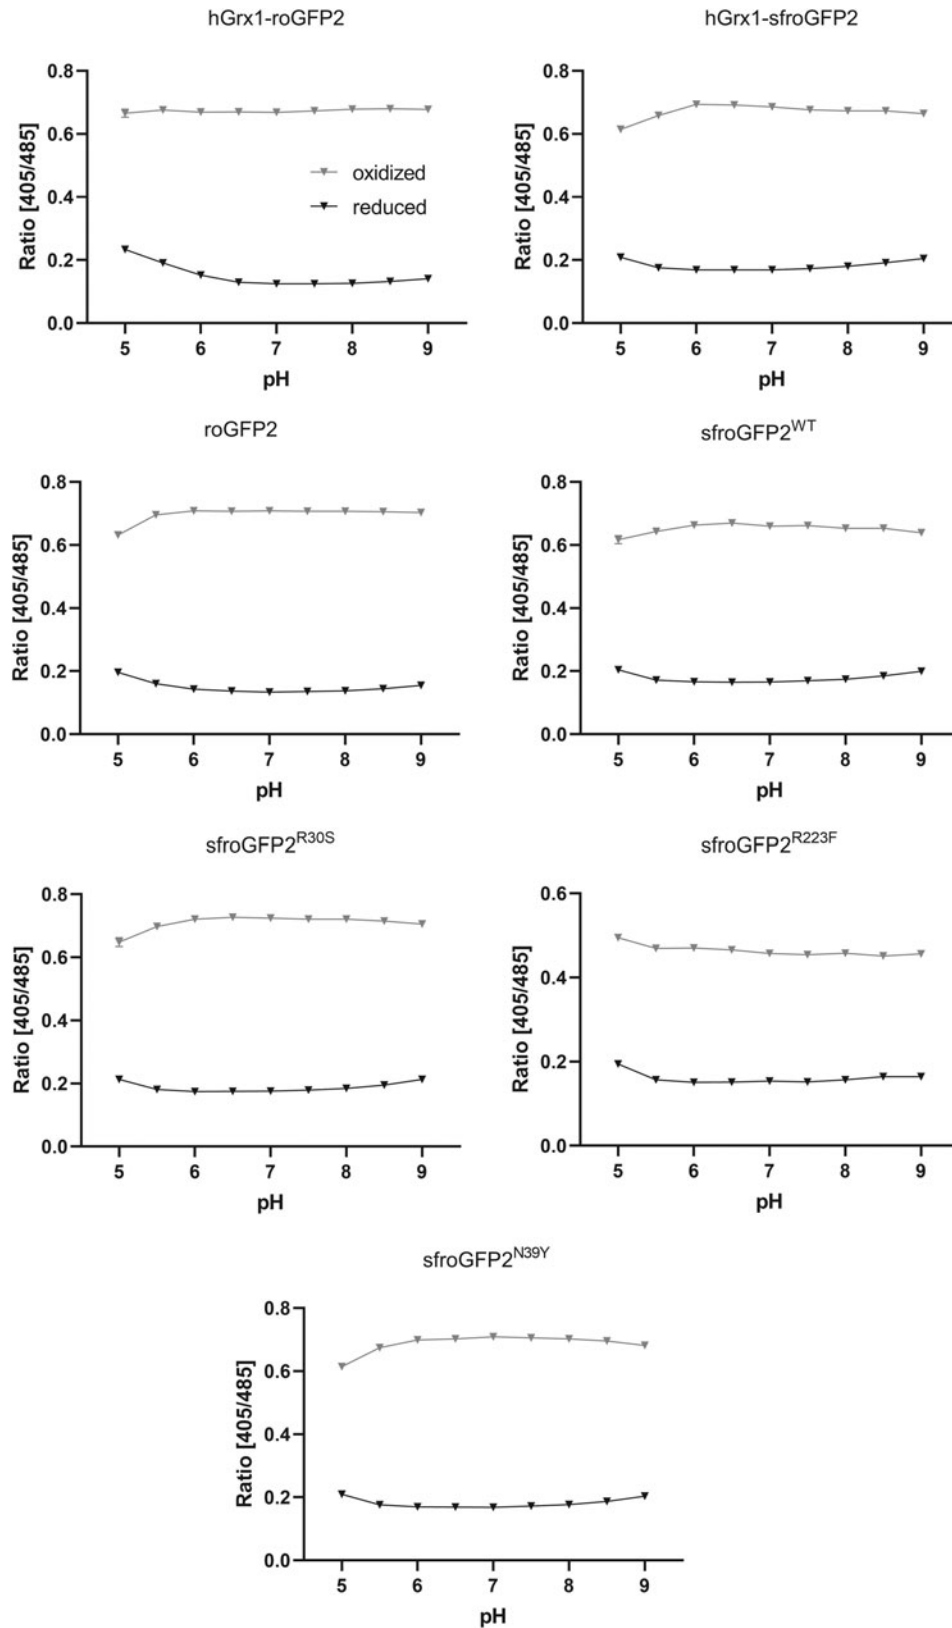 hGrx1-roGFP2
hGrx1-sfroGFP2
0.8
0.6
0.4
0.2
0.0
Ratio [405/485]
oxidized
reduced
5 6 7 8 9
pH
0.8
0.6
0.4
0.2
0.0
Ratio [405/485]
5 6 7 8 9
pH
roGFP2
sfroGFP2WT
0.8
0.6
0.4
0.2
0.0
Ratio [405/485]
5 6 7 8 9
pH
0.8
0.6
0.4
0.2
0.0
Ratio [405/485]
5 6 7 8 9
pH
sfroGFP2R30S
sfroGFP2R223F
0.8
0.6
0.4
0.2
0.0
Ratio [405/485]
5 6 7 8 9
pH
0.6
0.4
0.2
0.0
Ratio [405/485]
5 6 7 8 9
pH
sfroGFP2N39Y
0.8
0.6
0.4
0.2
0.0
Ratio [405/485]
5 6 7 8 9
pH